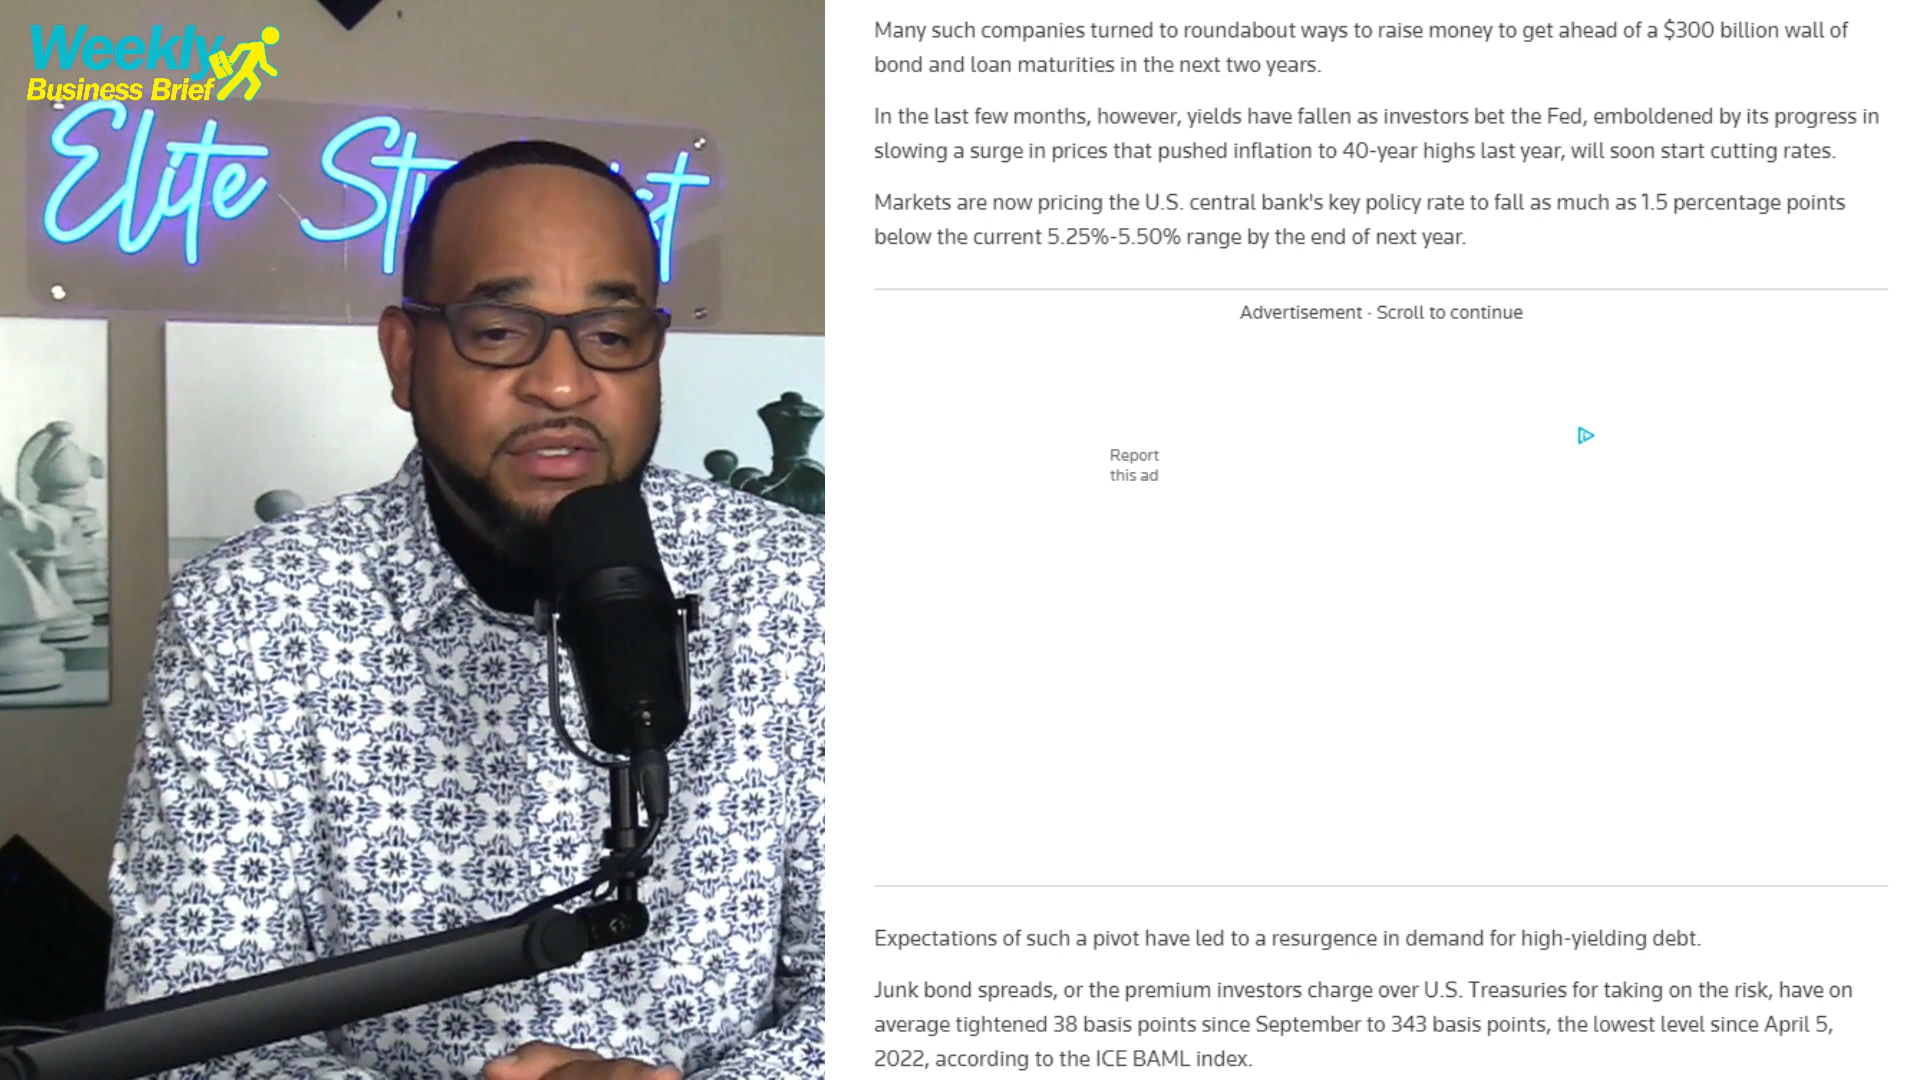 Weekly
Business Brief
Elite St
st
Many such companies turned to roundabout ways to raise money to get ahead of a $300 billion wall of
bond and loan maturities in the next two years.
In the last few months, however, yields have fallen as investors bet the Fed, emboldened by its progress in
slowing a surge in prices that pushed inflation to 40-year highs last year, will soon start cutting rates.
Markets are now pricing the U.S. central bank's key policy rate to fall as much as 1.5 percentage points
below the current 5.25%-5.50% range by the end of next year.
Advertisement · Scroll to continue
Report
this ad
Expectations of such a pivot have led to a resurgence in demand for high-yielding debt.
Junk bond spreads, or the premium investors charge over U.S. Treasuries for taking on the risk, have on
average tightened 38 basis points since September to 343 basis points, the lowest level since April 5,
2022, according to the ICE BAML index.